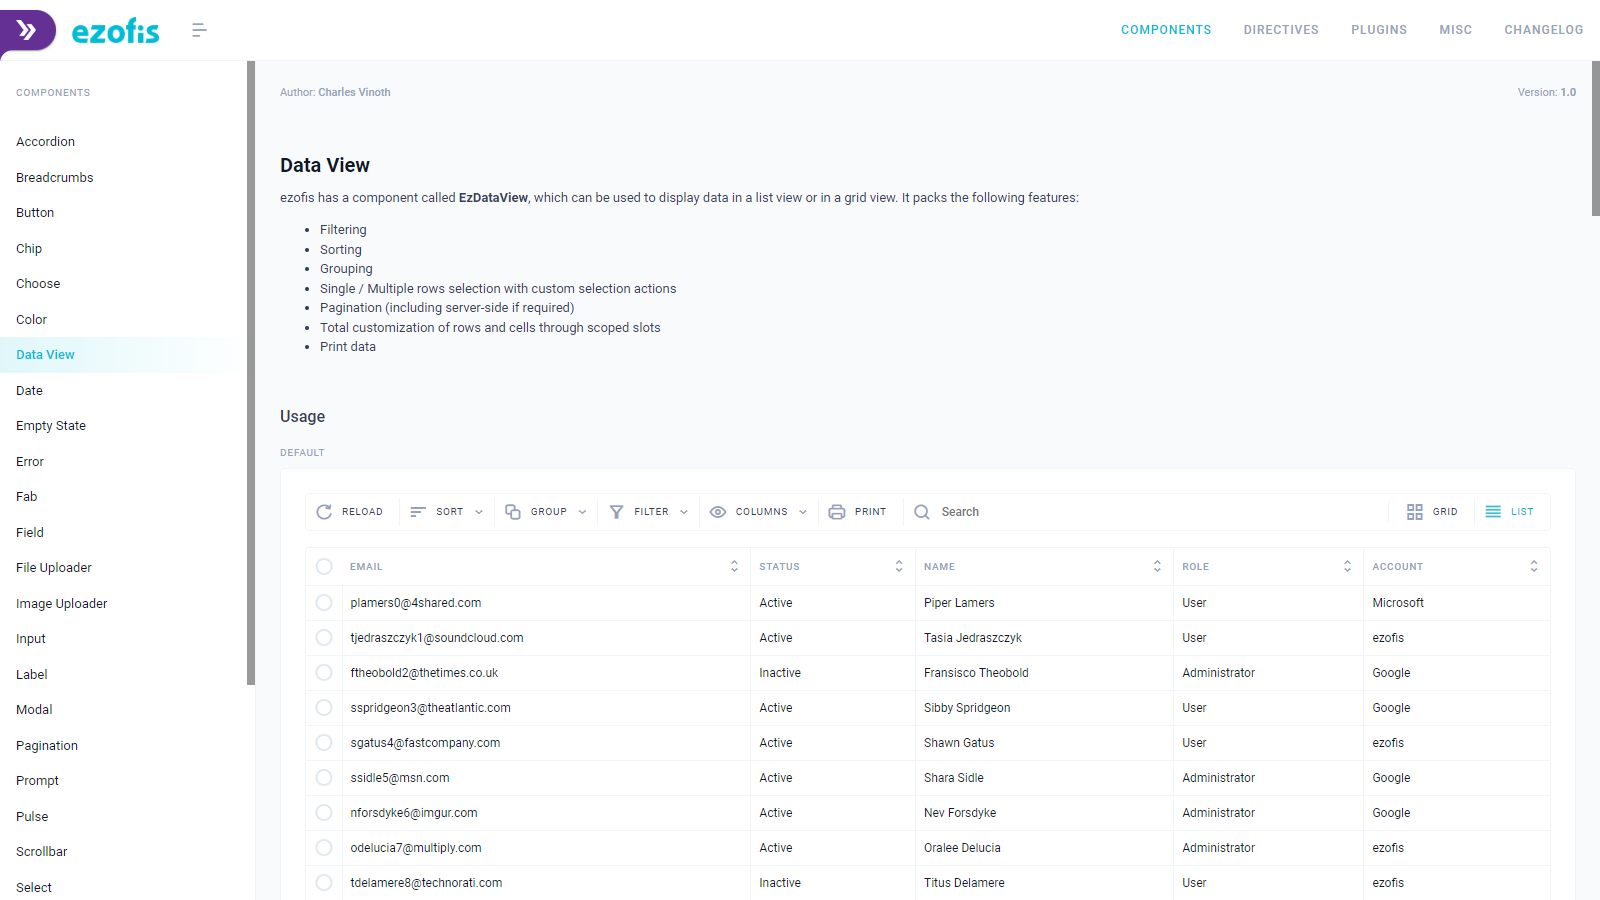 ezofis
COMPONENTS DIRECTIVES PLUGINS MISC CHANGELOG
COMPONENTS
Accordion
Breadcrumbs
Button
Chip
Choose
Color
Data View
Date
Empty State
Error
Fab
Field
File Uploader
Image Uploader
Input
Label
Modal
Pagination
Prompt
Pulse
Scrollbar
Select
Author: Charles Vinoth Version: 1.0
Data View
ezofis has a component called EzDataView, which can be used to display data in a list view or in a grid view. It packs the following features:
• Filtering
• Sorting
• Grouping
• Single / Multiple rows selection with custom selection actions
• Pagination (including server-side if required)
• Total customization of rows and cells through scoped slots
• Print data
Usage
DEFAULT
RELOAD SORT GROUP FILTER COLUMNS PRINT Search GRID LIST
EMAIL STATUS NAME ROLE ACCOUNT
plamers0@4shared.com Active Piper Lamers User Microsoft
tjedraszczyk1@soundcloud.com Active Tasia Jedraszczyk User ezofis
ftheobold2@thetimes.co.uk Inactive Fransisco Theobold Administrator Google
sspridgeon3@theatlantic.com Active Sibby Spridgeon User Google
sgatus4@fastcompany.com Active Shawn Gatus User ezofis
ssidle5@msn.com Active Shara Sidle Administrator Google
nforsdyke6@imgur.com Active Nev Forsdyke Administrator Google
odelucia7@multiply.com Active Oralee Delucia Administrator ezofis
tdelamere8@technorati.com Inactive Titus Delamere User ezofis